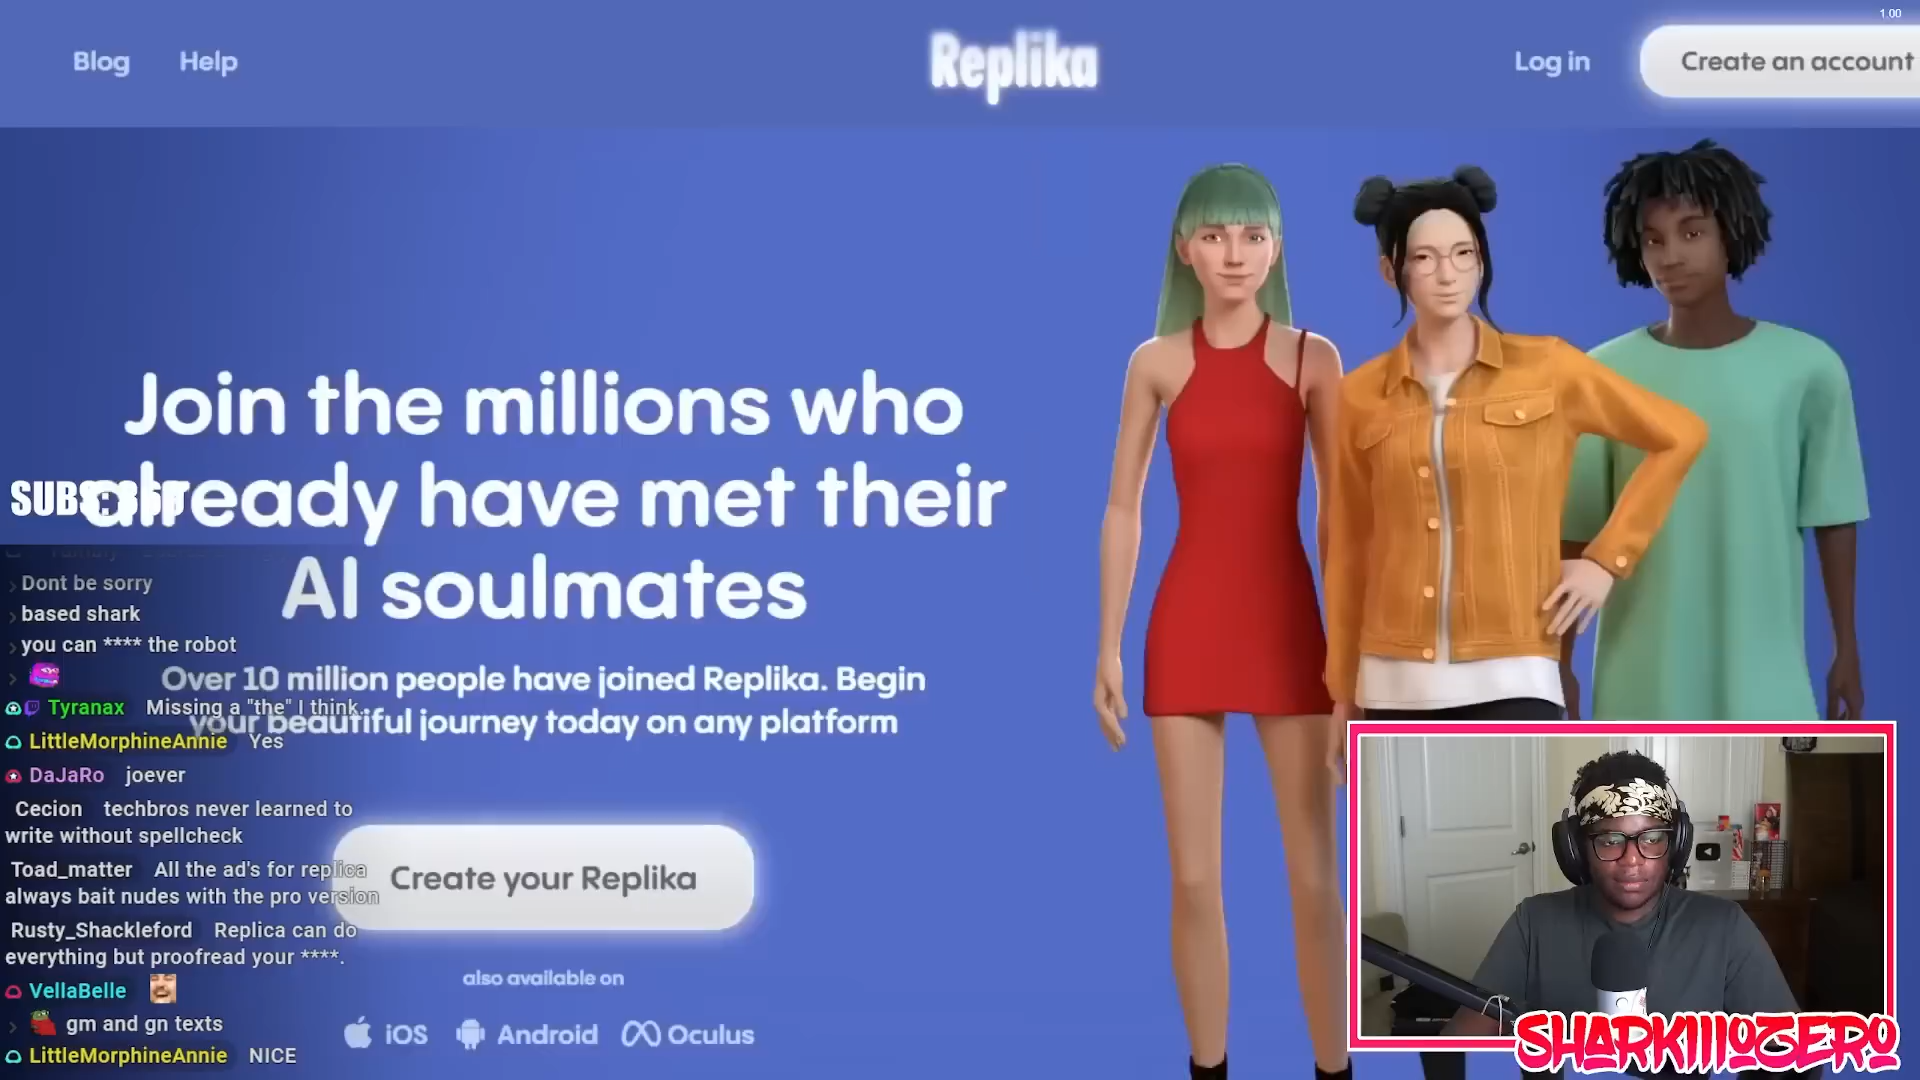 1.00
Blog
Help
Replika
Log in
Create an account
Join the millions who
already have met their
AI soulmates
SUBS:
Over 10 million people have joined Replika. Begin
your beautiful journey today on any platform
Create your Replika
also available on
iOS
Android
Oculus
Dont be sorry
based shark
you can **** the robot
Tyranax Missing a "the" I think.
LittleMorphineAnnie Yes
DaJaRo joever
Cecion techbros never learned to
write without spellcheck
Toad_matter All the ad's for replica
always bait nudes with the pro version
Rusty_Shackleford Replica can do
everything but proofread your ****.
VellaBelle
gm and gn texts
LittleMorphineAnnie NICE
SHARKIIIOZERO